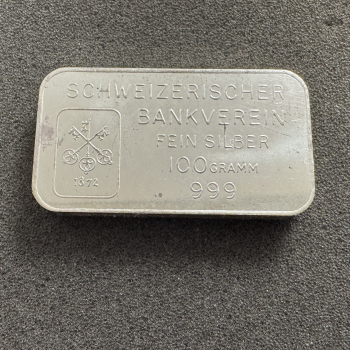 SCHWEIZERISCHER
BANKVEREIN
FEIN SILBER
100 GRAMM
999
1872